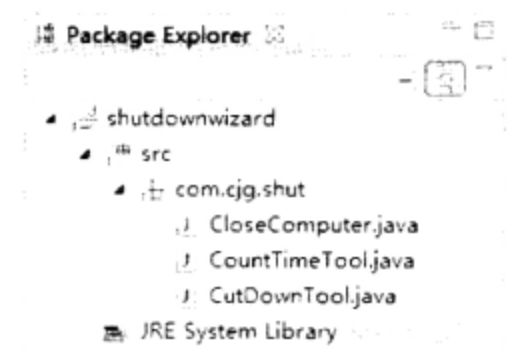 Package Explorer
shutdownwizard
src
com.cjg.shut
CloseComputer.java
CountTimeTool.java
CutDownTool.java
JRE System Library